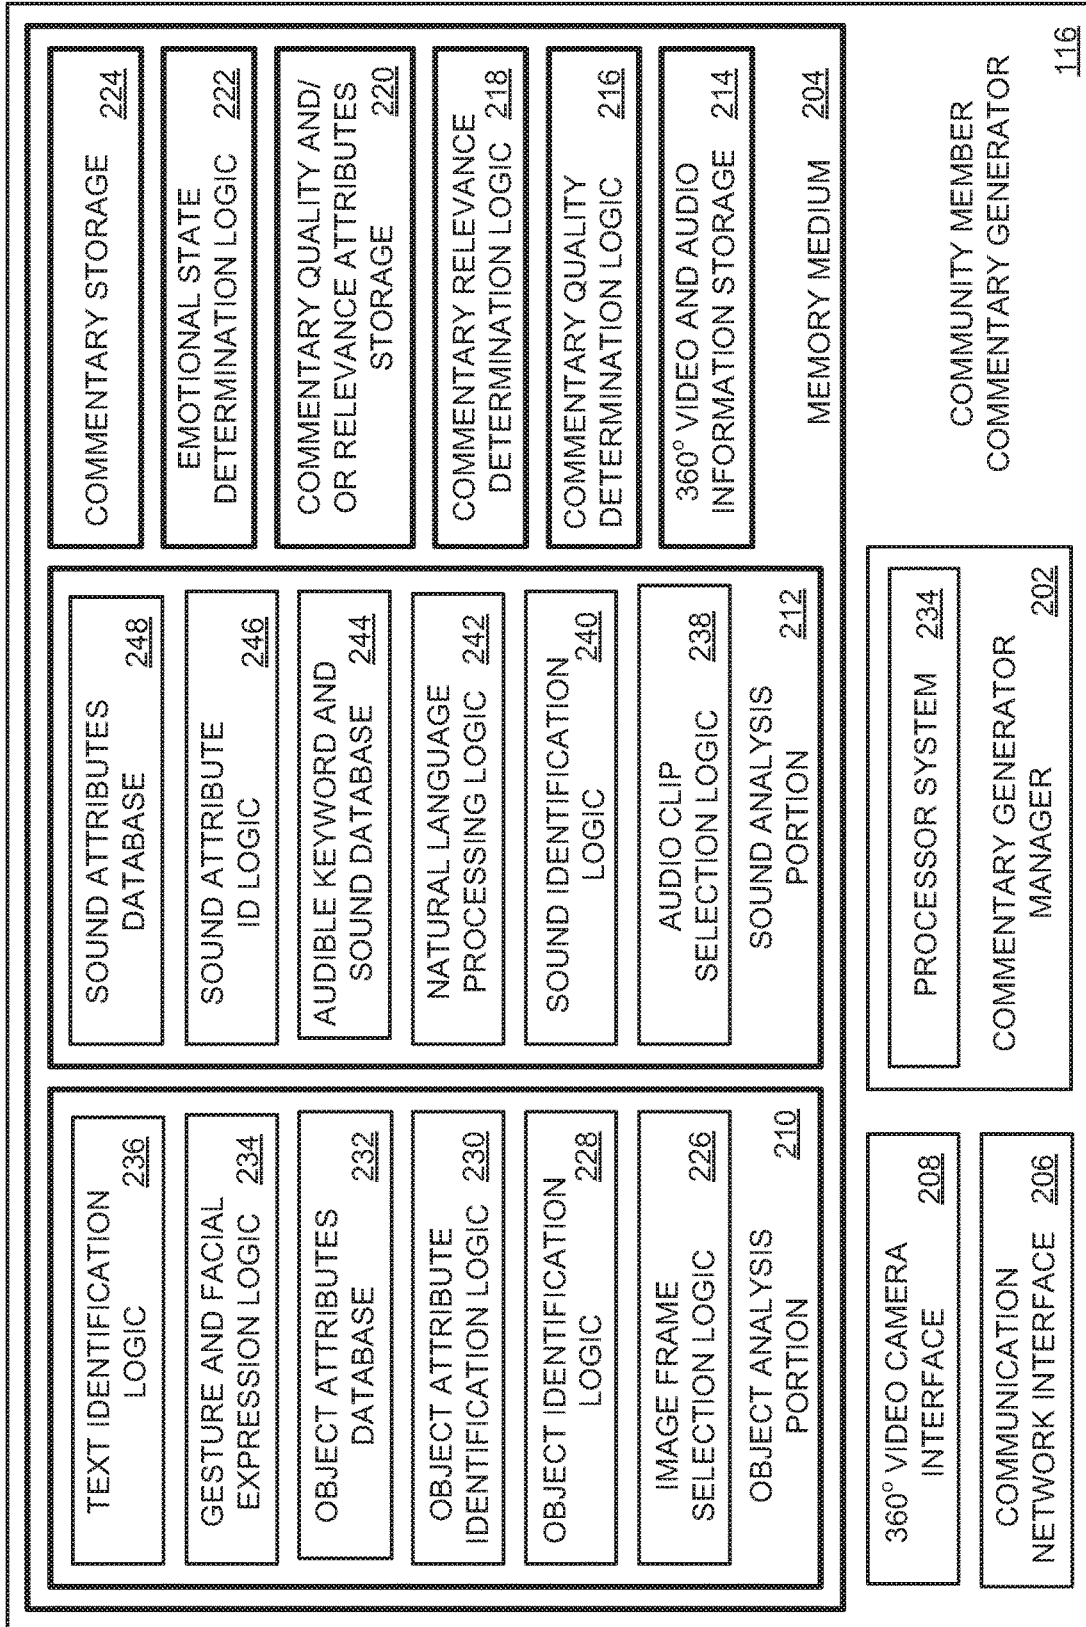 TEXT IDENTIFICATION
LOGIC 236
GESTURE AND FACIAL
EXPRESSION LOGIC 234
OBJECT ATTRIBUTES
DATABASE 232
OBJECT ATTRIBUTE
IDENTIFICATION LOGIC 230
OBJECT IDENTIFICATION
LOGIC 228
IMAGE FRAME
SELECTION LOGIC 226
OBJECT ANALYSIS
PORTION 210
SOUND ATTRIBUTES
DATABASE 248
SOUND ATTRIBUTE
ID LOGIC 246
AUDIBLE KEYWORD AND
SOUND DATABASE 244
NATURAL LANGUAGE
PROCESSING LOGIC 242
SOUND IDENTIFICATION
LOGIC 240
AUDIO CLIP
SELECTION LOGIC 238
SOUND ANALYSIS
PORTION 212
COMMENTARY STORAGE 224
EMOTIONAL STATE
DETERMINATION LOGIC 222
COMMENTARY QUALITY AND/
OR RELEVANCE ATTRIBUTES
STORAGE 220
COMMENTARY RELEVANCE
DETERMINATION LOGIC 218
COMMENTARY QUALITY
DETERMINATION LOGIC 216
360° VIDEO AND AUDIO
INFORMATION STORAGE 214
MEMORY MEDIUM 204
360° VIDEO CAMERA
INTERFACE 208
COMMUNICATION
NETWORK INTERFACE 206
PROCESSOR SYSTEM 234
COMMENTARY GENERATOR
MANAGER 202
COMMUNITY MEMBER
COMMENTARY GENERATOR
116